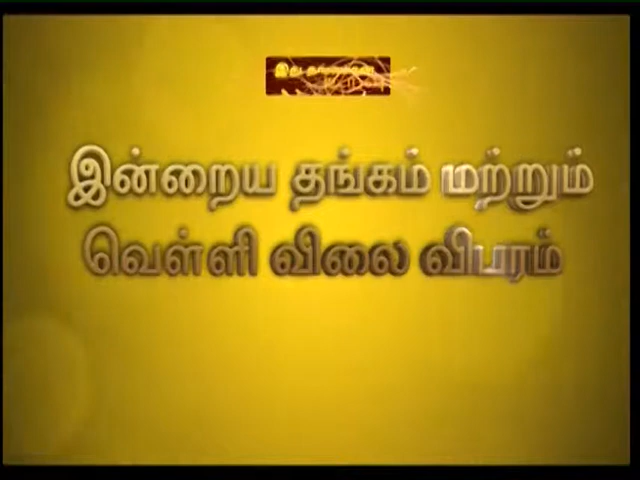 இன்றைய தங்கம் மற்றும்
வெள்ளி விலை விபரம்